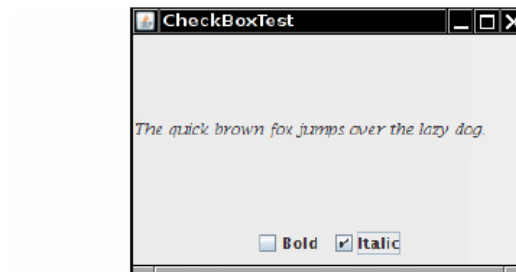 CheckBoxTest
The quick brown fox jumps over the lazy dog.
Bold Italic